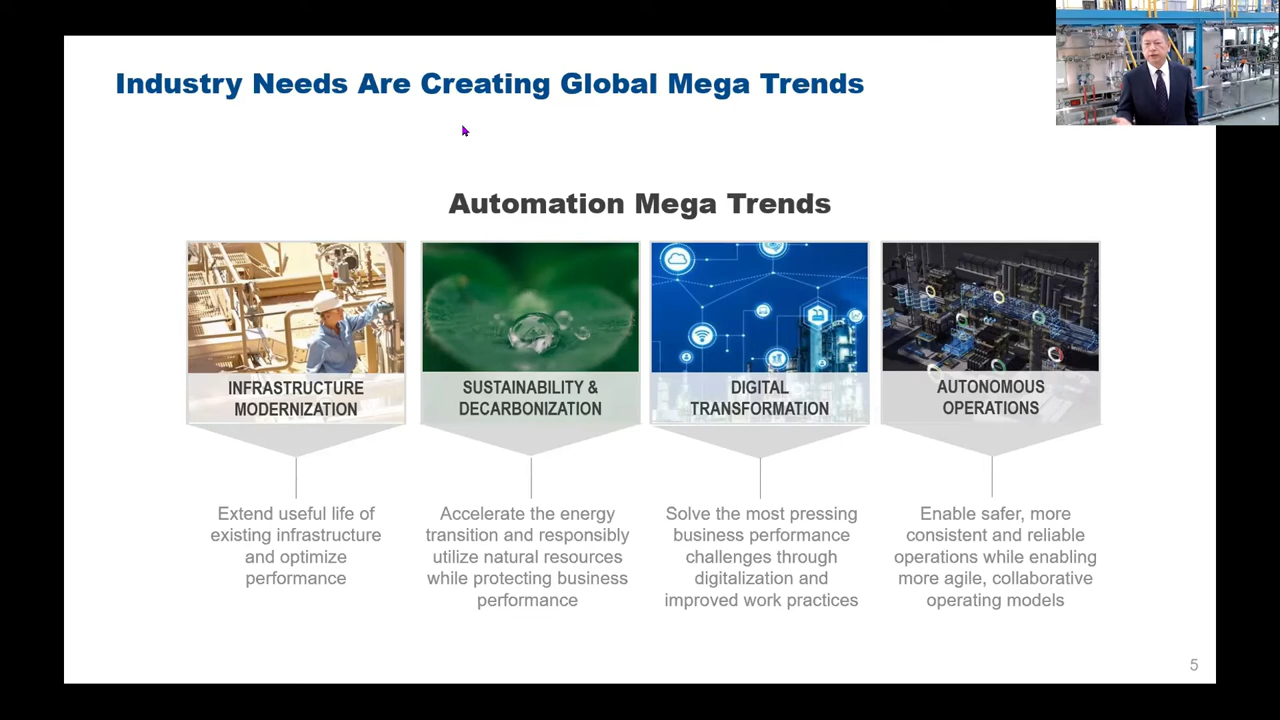 Industry Needs Are Creating Global Mega Trends
Automation Mega Trends
INFRASTRUCTURE
MODERNIZATION
Extend useful life of
existing infrastructure
and optimize
performance
SUSTAINABILITY &
DECARBONIZATION
Accelerate the energy
transition and responsibly
utilize natural resources
while protecting business
performance
DIGITAL
TRANSFORMATION
Solve the most pressing
business performance
challenges through
digitalization and
improved work practices
AUTONOMOUS
OPERATIONS
Enable safer, more
consistent and reliable
operations while enabling
more agile, collaborative
operating models
5